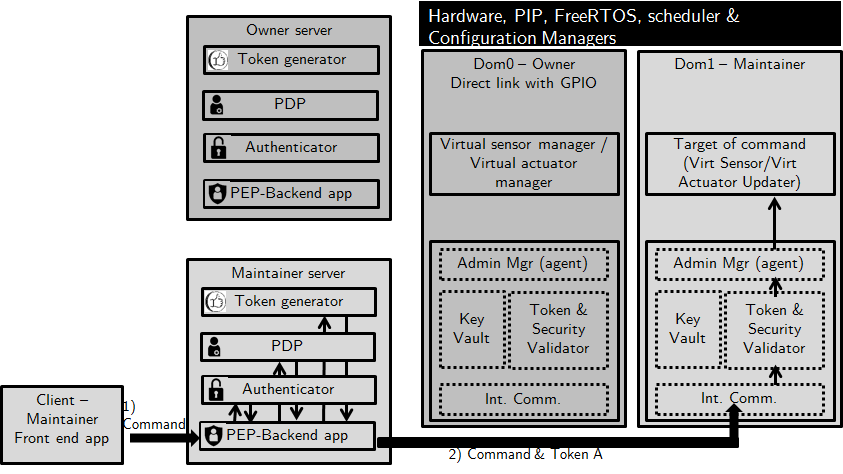 Hardware, PIP, FreeRTOS, scheduler &
Configuration Managers
Owner server
Token generator
PDP
Authenticator
PEP-Backend app
Dom0 – Owner
Direct link with GPIO
Virtual sensor manager /
Virtual actuator
manager
Admin Mgr (agent)
Key
Vault
Token &
Security
Validator
Int. Comm.
Dom1 – Maintainer
Target of command
(Virt Sensor/Virt
Actuator Updater)
Admin Mgr (agent)
Key
Vault
Token &
Security
Validator
Int. Comm.
Maintainer server
Token generator
PDP
Authenticator
PEP-Backend app
Client –
Maintainer
Front end app
1)
Command
2) Command & Token A